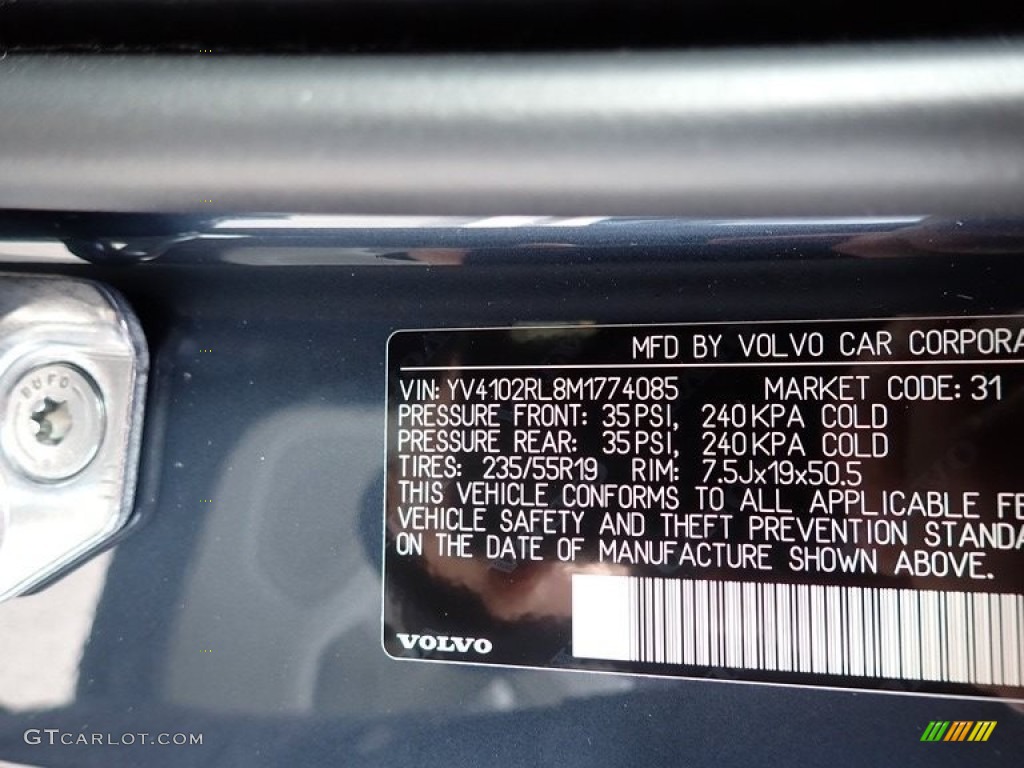 MFD BY VOLVO CAR CORPORA
VIN: YV4102RL8M1774085 MARKET CODE: 31
PRESSURE FRONT: 35 PSI, 240 KPA COLD
PRESSURE REAR: 35 PSI, 240 KPA COLD
TIRES: 235/55R19 RIM: 7.5Jx19x50.5
THIS VEHICLE CONFORMS TO ALL APPLICABLE FE
VEHICLE SAFETY AND THEFT PREVENTION STANDA
ON THE DATE OF MANUFACTURE SHOWN ABOVE.
VOLVO
BUFO
GTCARLOT.COM